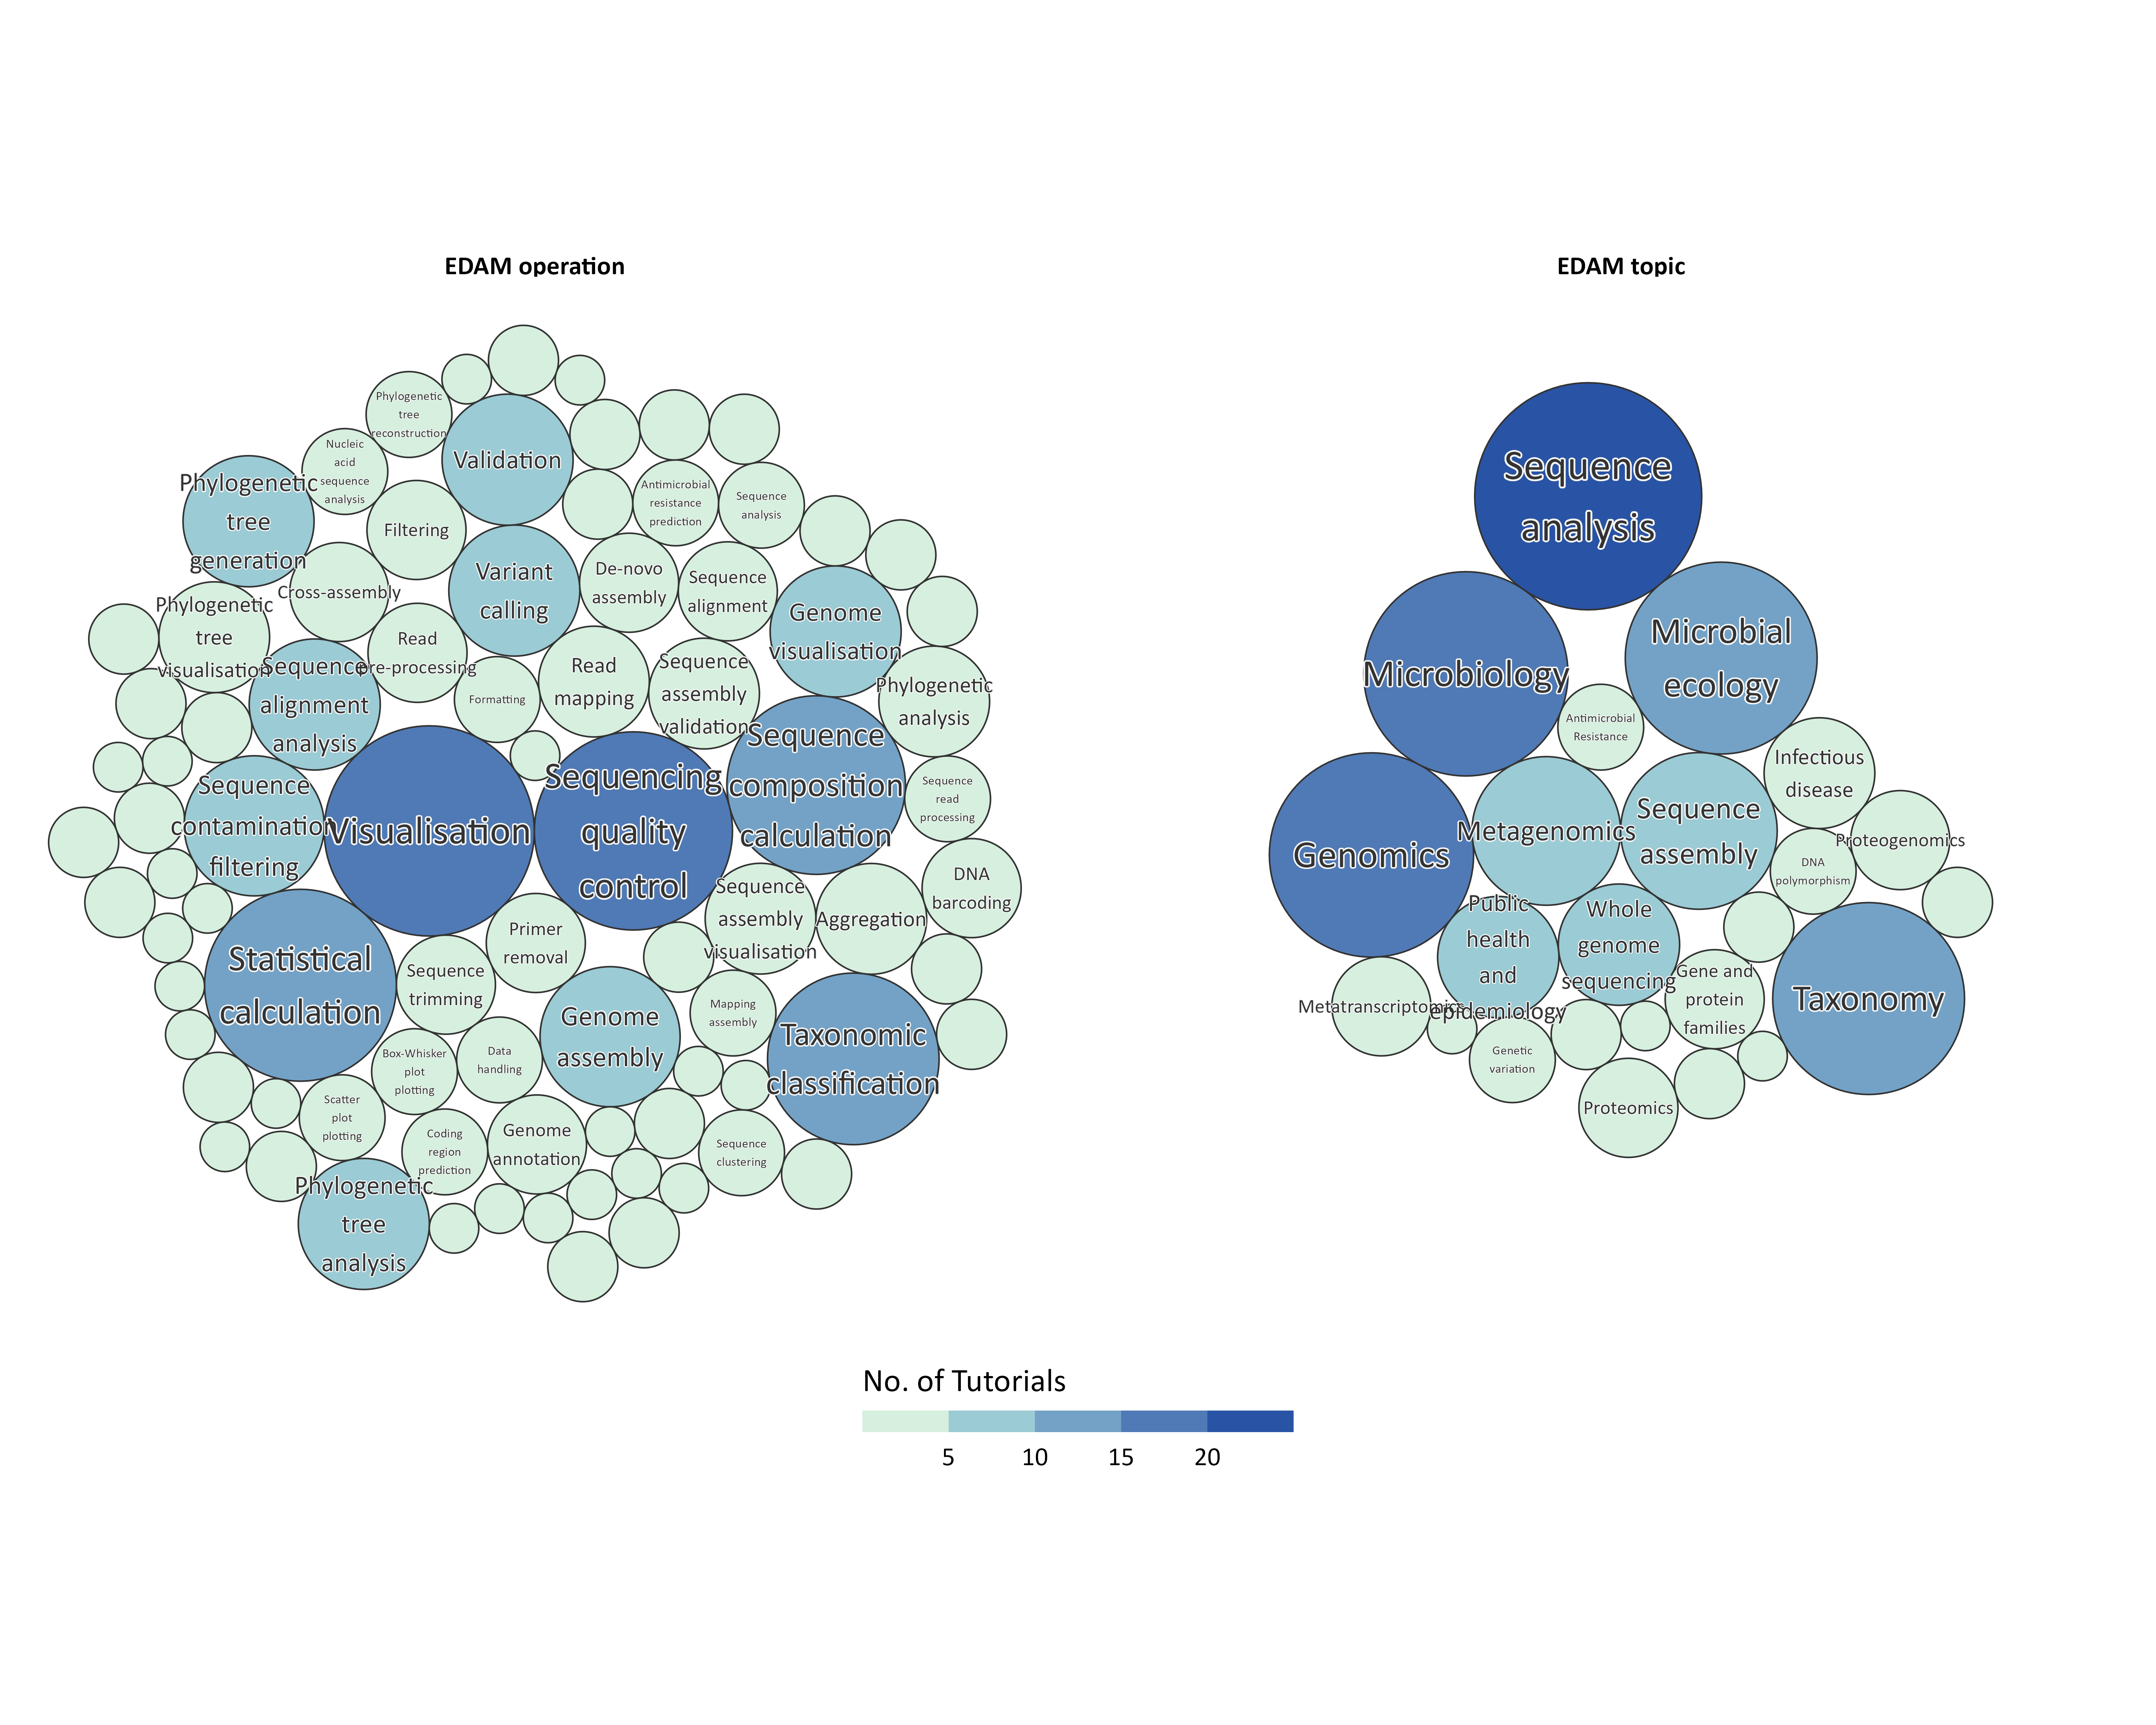 EDAM operation
Phylogenetic
tree
reconstruction
Nucleic
acid
sequence
analysis
Validation
Phylogenetic
tree
generation
Filtering
Antimicrobial
resistance
prediction
Sequence
analysis
Cross-assembly
Variant
calling
De-novo
assembly
Sequence
alignment
Genome
visualisation
Phylogenetic
tree
visualisation
Read
pre-processing
Sequence
alignment
analysis
Formatting
Read
mapping
Sequence
assembly
validation
Phylogenetic
analysis
Sequence
contamination
filtering
Visualisation
Sequencing
quality
control
Sequence
composition
calculation
Sequence
read
processing
DNA
barcoding
Sequence
assembly
visualisation
Aggregation
Primer
removal
Statistical
calculation
Sequence
trimming
Genome
assembly
Mapping
assembly
Taxonomic
classification
Box-Whisker
plot
plotting
Data
handling
Scatter
plot
plotting
Coding
region
prediction
Genome
annotation
Sequence
clustering
Phylogenetic
tree
analysis
EDAM topic
Sequence
analysis
Microbiology
Microbial
ecology
Antimicrobial
Resistance
Infectious
disease
Genomics
Metagenomics
Sequence
assembly
Proteogenomics
DNA
polymorphism
Public
health
and
epidemiology
Whole
genome
sequencing
Gene and
protein
families
Taxonomy
Metatranscriptomics
Genetic
variation
Proteomics
No. of Tutorials
5 10 15 20